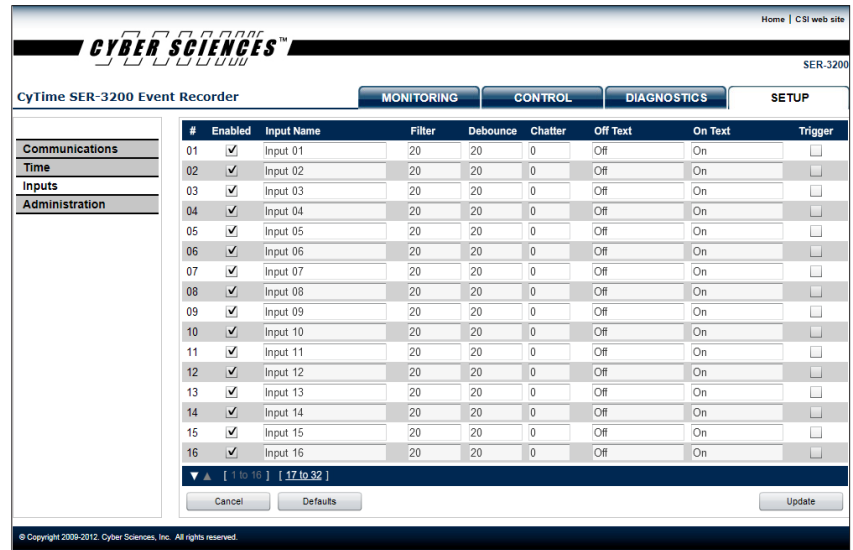 Home | CSI web site
CYBER SCIENCES™
SER-3200
CyTime SER-3200 Event Recorder
MONITORING CONTROL DIAGNOSTICS SETUP
Communications
Time
Inputs
Administration
# Enabled Input Name Filter Debounce Chatter Off Text On Text Trigger
01 Input 01 20 20 0 Off On
02 Input 02 20 20 0 Off On
03 Input 03 20 20 0 Off On
04 Input 04 20 20 0 Off On
05 Input 05 20 20 0 Off On
06 Input 06 20 20 0 Off On
07 Input 07 20 20 0 Off On
08 Input 08 20 20 0 Off On
09 Input 09 20 20 0 Off On
10 Input 10 20 20 0 Off On
11 Input 11 20 20 0 Off On
12 Input 12 20 20 0 Off On
13 Input 13 20 20 0 Off On
14 Input 14 20 20 0 Off On
15 Input 15 20 20 0 Off On
16 Input 16 20 20 0 Off On
[ 1 to 16 ] [ 17 to 32 ]
Cancel Defaults Update
© Copyright 2009-2012. Cyber Sciences, Inc. All rights reserved.